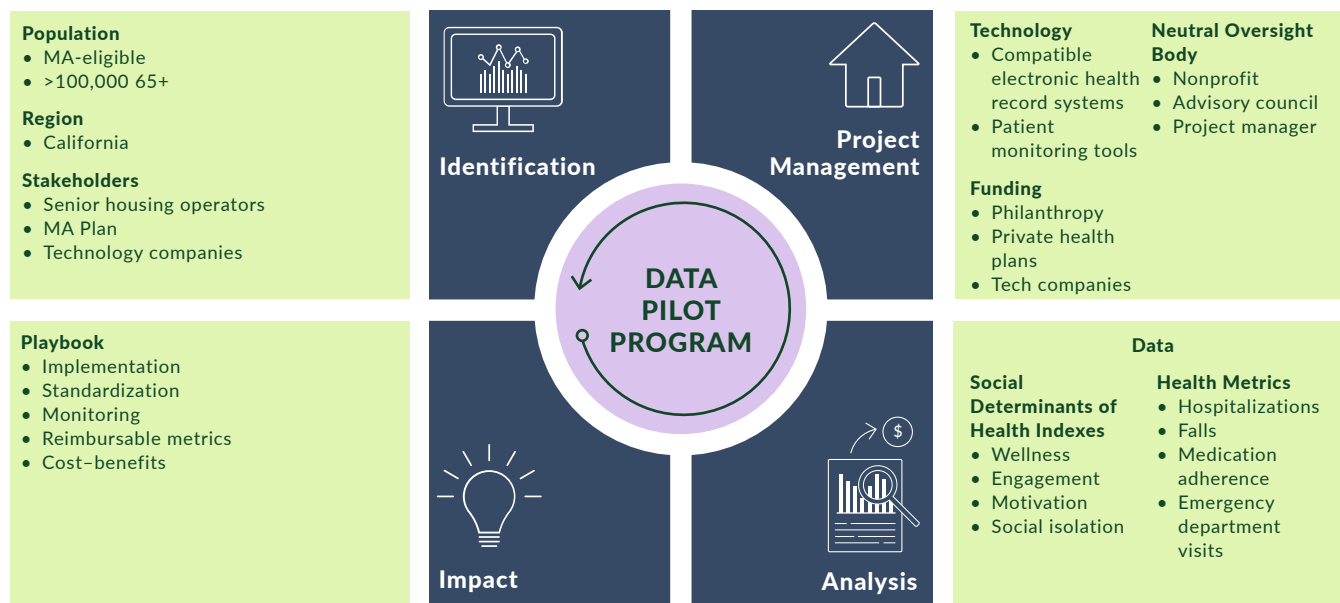 Population
• MA-eligible
• >100,000 65+
Region
• California
Stakeholders
• Senior housing operators
• MA Plan
• Technology companies
Identification
Project
Management
Technology
• Compatible
electronic health
record systems
• Patient
monitoring tools
Funding
• Philanthropy
• Private health
plans
• Tech companies
Neutral Oversight
Body
• Nonprofit
• Advisory council
• Project manager
DATA
PILOT
PROGRAM
Playbook
• Implementation
• Standardization
• Monitoring
• Reimbursable metrics
• Cost–benefits
Impact
$
Analysis
Data
Social
Determinants of
Health Indexes
• Wellness
• Engagement
• Motivation
• Social isolation
Health Metrics
• Hospitalizations
• Falls
• Medication
adherence
• Emergency
department
visits